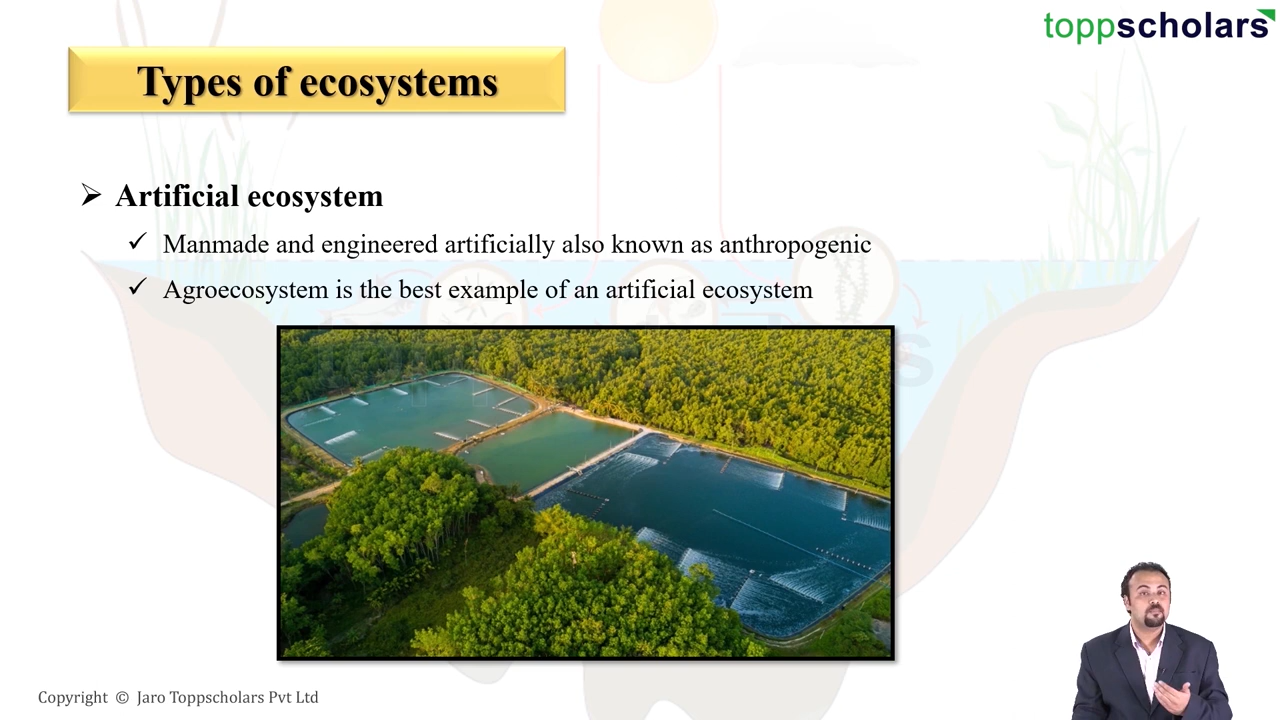 toppscholars
Types of ecosystems
Artificial ecosystem
Manmade and engineered artificially also known as anthropogenic
Agroecosystem is the best example of an artificial ecosystem
Copyright © Jaro Toppscholars Pvt Ltd